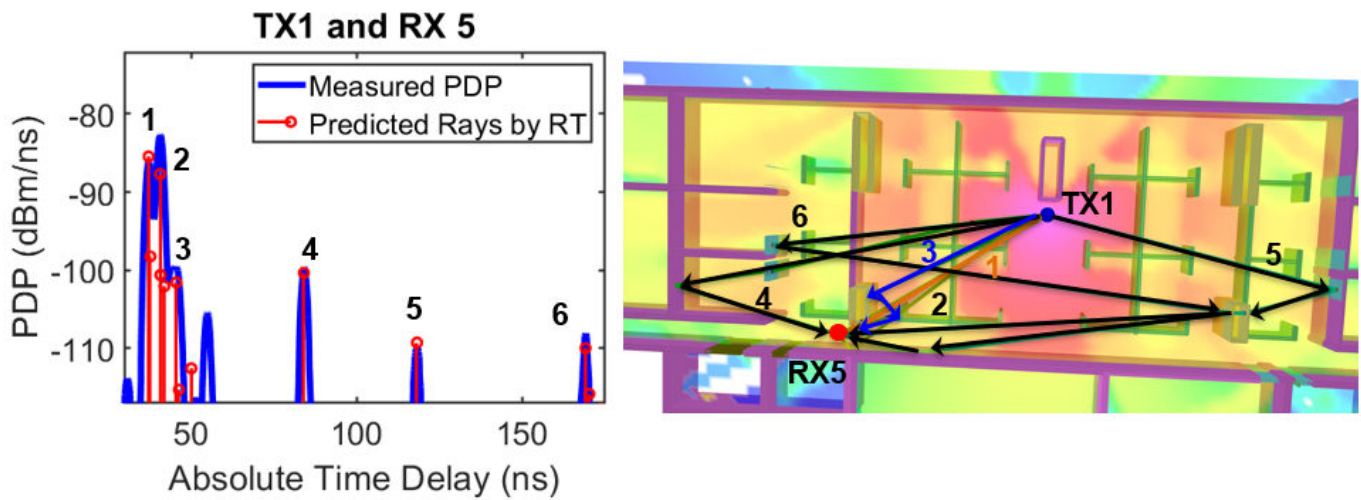 TX1 and RX 5
Measured PDP
Predicted Rays by RT
PDP (dBm/ns)
-80
-90
-100
-110
1
2
3
4
5
6
50
100
150
Absolute Time Delay (ns)
TX1
6
5
3
1
4
2
RX5